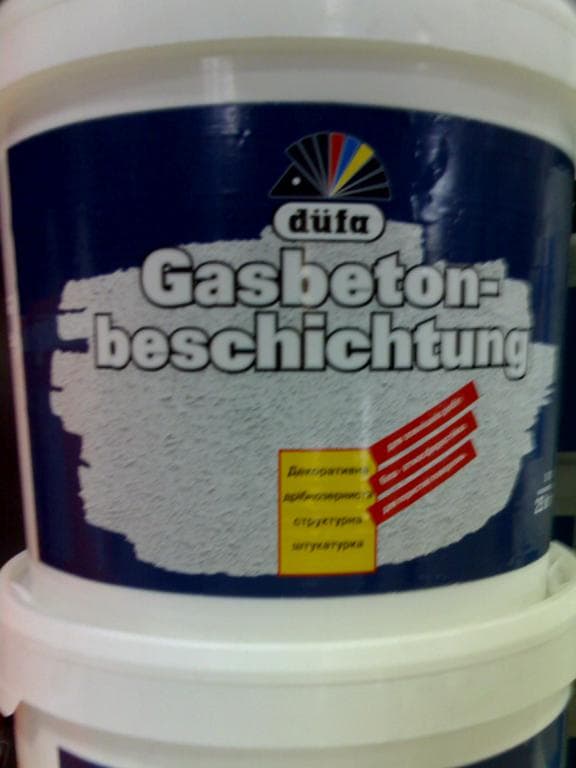 düfa
Gasbeton-
beschichtung
Декоративна
дрібнозерниста
структурна
штукатурка